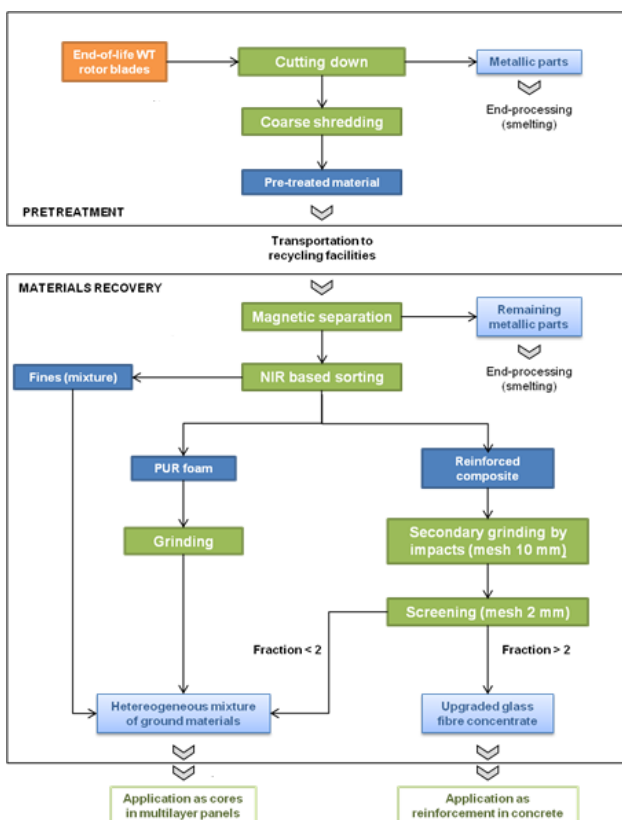 End-of-life WT
rotor blades
Cutting down
Metallic parts
End-processing
(smelting)
Coarse shredding
Pre-treated material
PRETREATMENT
Transportation to
recycling facilities
MATERIALS RECOVERY
Magnetic separation
Remaining
metallic parts
End-processing
(smelting)
Fines (mixture)
NIR based sorting
PUR foam
Reinforced
composite
Grinding
Secondary grinding by
impacts (mesh 10 mm)
Screening (mesh 2 mm)
Fraction < 2
Fraction > 2
Hetereogeneous mixture
of ground materials
Upgraded glass
fibre concentrate
Application as cores
in multilayer panels
Application as
reinforcement in concrete